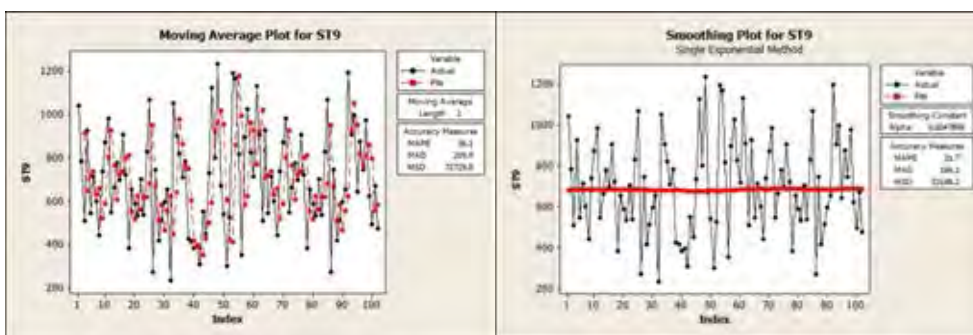 Moving Average Plot for ST9
Variable
Actual
Fits
Moving Average
Length
Accuracy Measures
MAPE
MAD
MSD
ST9
1200
1000
800
600
400
200
1 10 20 30 40 50 60 70 80 90 100
Index
Smoothing Plot for ST9
Single Exponential Method
Variable
Actual
Fits
Smoothing Constant
Alpha
Accuracy Measures
MAPE
MAD
MSD
ST9
1200
1000
800
600
400
200
1 10 20 30 40 50 60 70 80 90 100
Index